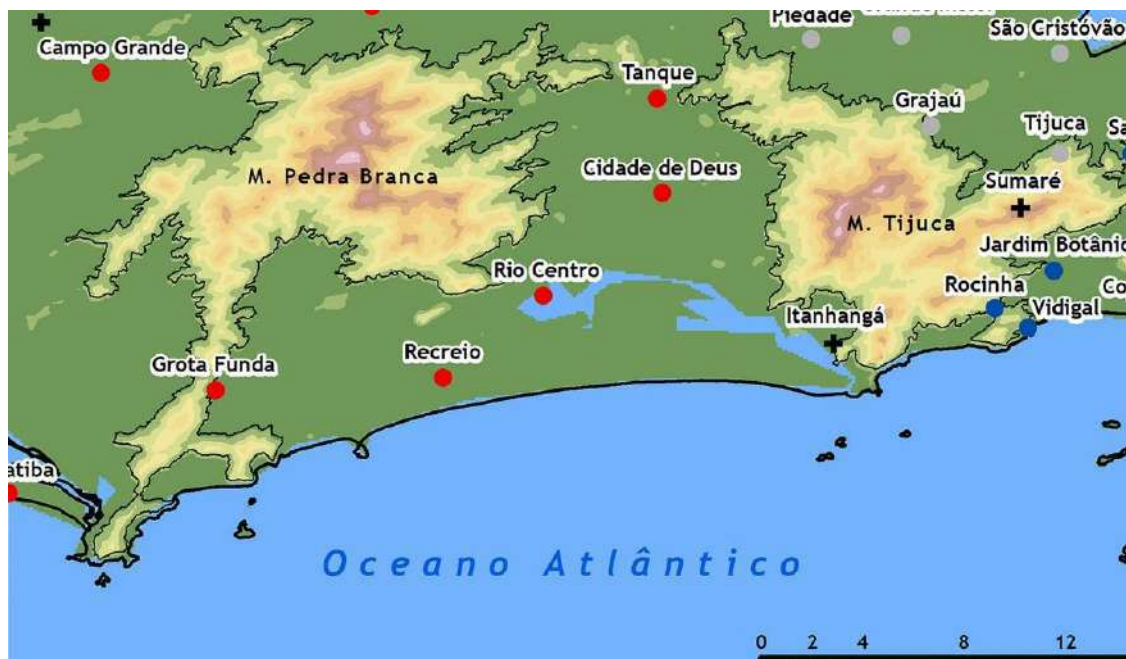 Piedade
São Cristóvão
Campo Grande
Tanque
Grajaú
Tijuca
Cidade de Deus
Sumaré
M. Pedra Branca
M. Tijuca
Jardim Botânic
Rio Centro
Rocinha
Vidigal
Itanhangá
Recreio
Grota Funda
atiba
Oceano Atlântico
0 2 4 8 12